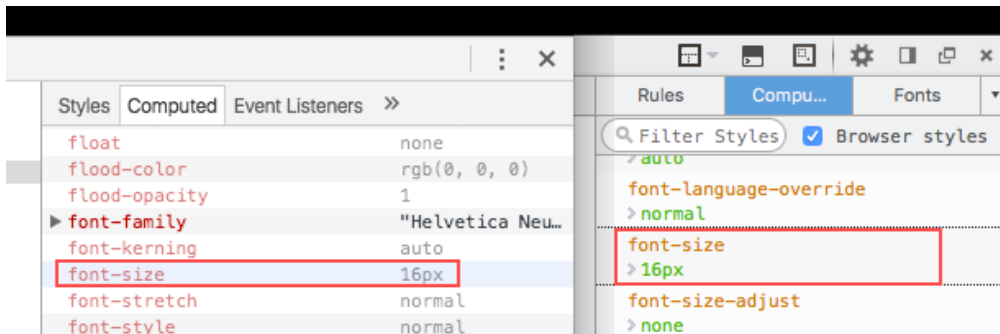 Styles Computed Event Listeners »
float none
flood-color rgb(0, 0, 0)
flood-opacity 1
font-family "Helvetica Neu…
font-kerning auto
font-size 16px
font-stretch normal
font-style normal
Rules Compu… Fonts
Filter Styles Browser styles
auto
font-language-override
normal
font-size
16px
font-size-adjust
none